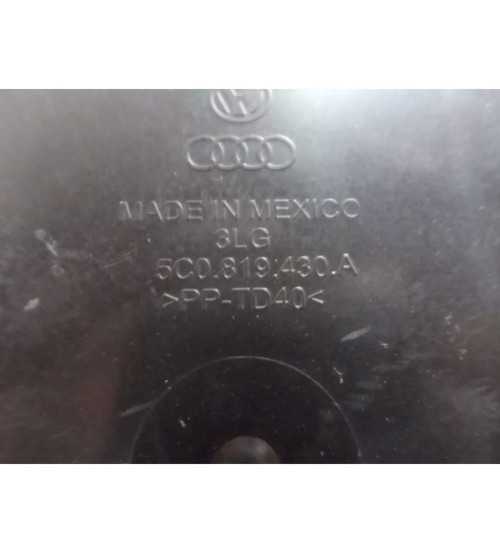 MADE IN MEXICO
3LG
5C0.819.430.A
>PP-TD40<